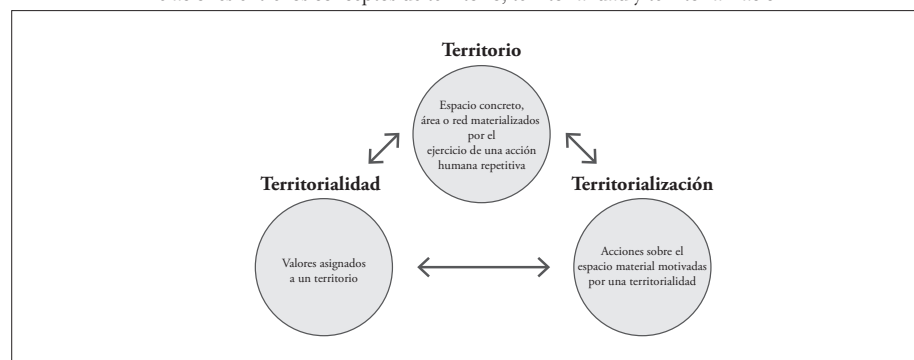 Territorio
Espacio concreto,
área o red materializados
por el
ejercicio de una acción
humana repetitiva
Territorialidad
Territorialización
Valores asignados
a un territorio
Acciones sobre el
espacio material motivadas
por una territorialidad